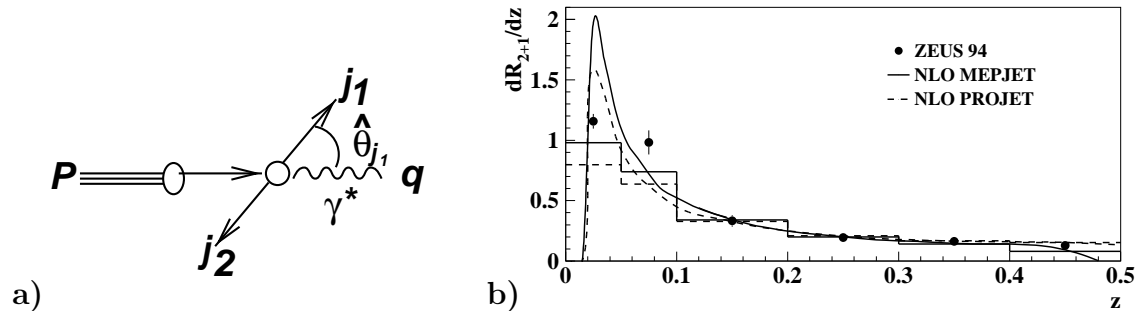 j1
θ̂j1
P
q
γ*
j2
a)
dR2+1/dz
2
1.5
1
0.5
0
ZEUS 94
NLO MEPJET
NLO PROJET
0 0.1 0.2 0.3 0.4 0.5
z
b)